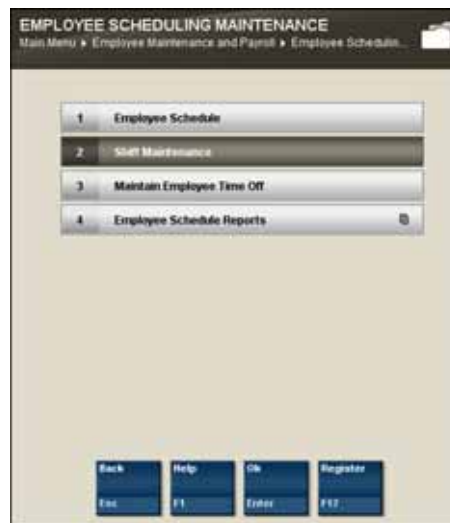 EMPLOYEE SCHEDULING MAINTENANCE
Main Menu ▸ Employee Maintenance and Payroll ▸ Employee Schedulin...
1 Employee Schedule
2 Shift Maintenance
3 Maintain Employee Time Off
4 Employee Schedule Reports
Back Help Ok Register
Esc F1 Enter F12